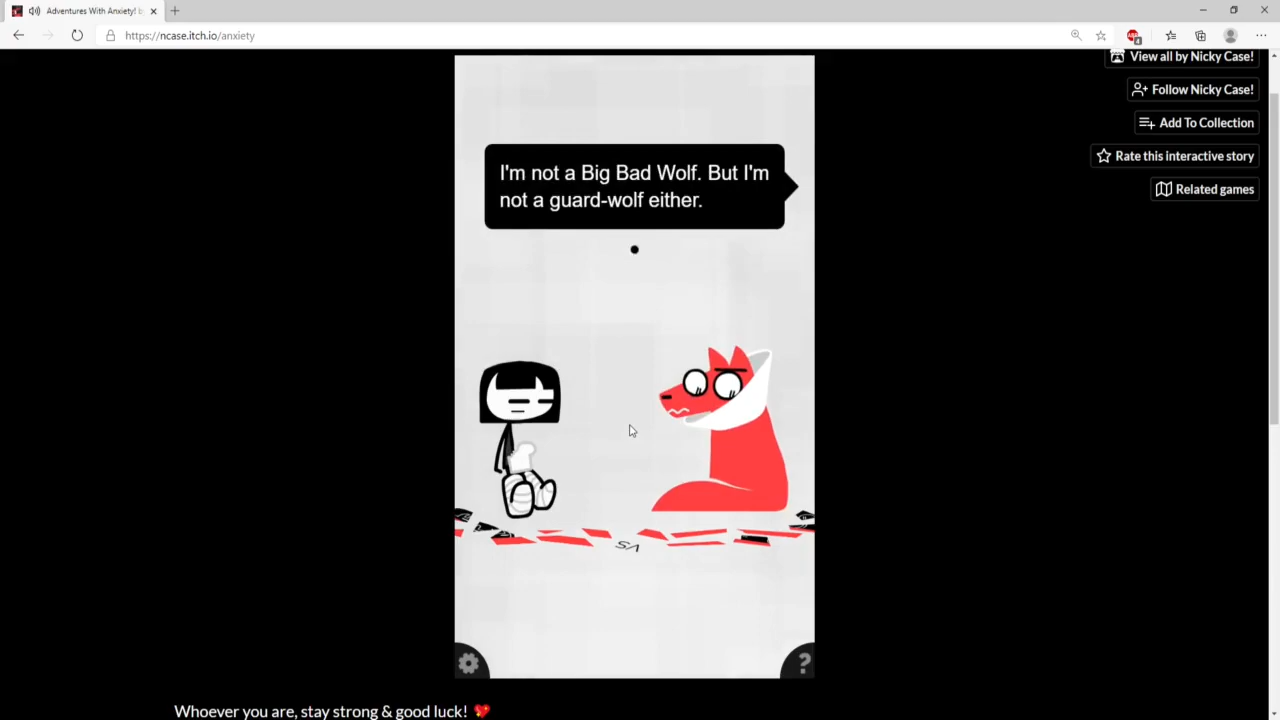 Adventures With Anxiety! b
https://ncase.itch.io/anxiety
View all by Nicky Case!
Follow Nicky Case!
Add To Collection
Rate this interactive story
Related games
I'm not a Big Bad Wolf. But I'm
not a guard-wolf either.
VS
?
Whoever you are, stay strong & good luck! 💖